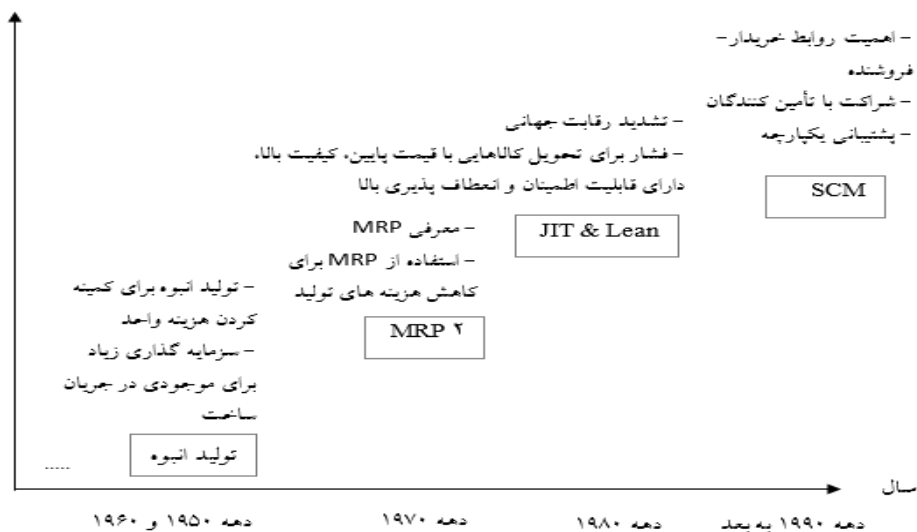 - اهمیت روابط خریدار-
فروشنده
- شراکت با تأمین کنندگان
- پشتیبانی یکپارچه
SCM
- تشدید رقابت جهانی
- فشار برای تحویل کالاهایی با قیمت پایین، کیفیت بالا،
دارای قابلیت اطمینان و انعطاف پذیری بالا
JIT & Lean
- معرفی MRP
- استفاده از MRP برای
کاهش هزینه های تولید
MRP ۲
- تولید انبوه برای کمینه
کردن هزینه واحد
- سرمایه گذاری زیاد
برای موجودی در جریان
ساخت
تولید انبوه
.....
سال
دهه ۱۹۵۰ و ۱۹۶۰
دهه ۱۹۷۰
دهه ۱۹۸۰
دهه ۱۹۹۰ به بعد